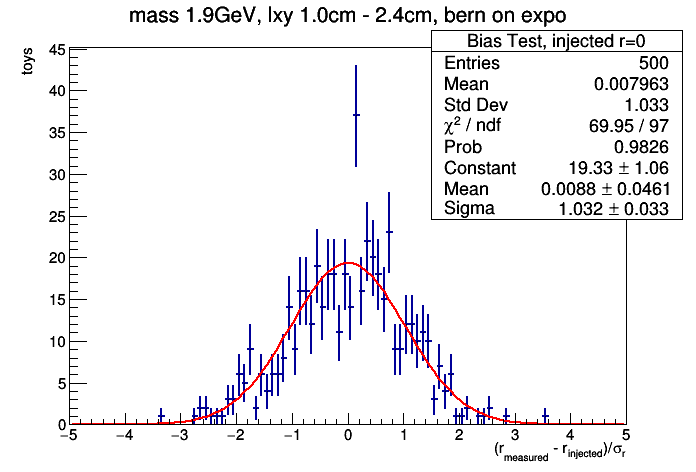 mass 1.9GeV, lxy 1.0cm - 2.4cm, bern on expo
toys
Bias Test, injected r=0
Entries 500
Mean 0.007963
Std Dev 1.033
χ² / ndf 69.95 / 97
Prob 0.9826
Constant 19.33 ± 1.06
Mean 0.0088 ± 0.0461
Sigma 1.032 ± 0.033
45
40
35
30
25
20
15
10
5
0
−5 −4 −3 −2 −1 0 1 2 3 4 5
(r_measured - r_injected)/σ_r